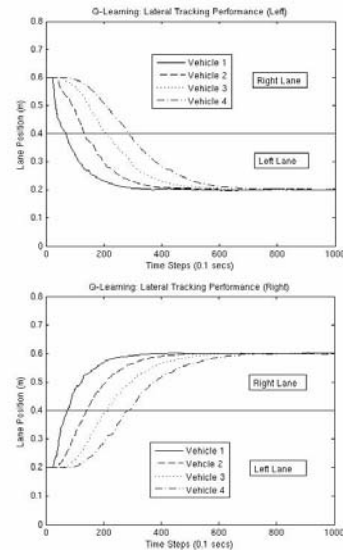 G-Learning: Lateral Tracking Performance (Left)
0.8
0.7
0.6
0.5
0.4
0.3
0.2
0.1
0
Lane Position (m)
Vehicle 1
Vehicle 2
Vehicle 3
Vehicle 4
Right Lane
Left Lane
0 200 400 600 800 1000
Time Steps (0.1 secs)
G-Learning: Lateral Tracking Performance (Right)
0.8
0.7
0.6
0.5
0.4
0.3
0.2
0.1
0
Lane Position (m)
Right Lane
Left Lane
Vehicle 1
Vehicle 2
Vehicle 3
Vehicle 4
0 200 400 600 800 1000
Time Steps (0.1 secs)